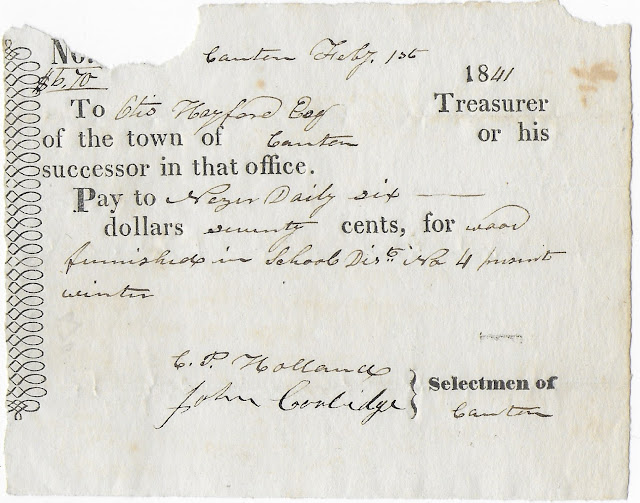 No.
Canton Feby. 1st
$6,70
1841
To Otis Hayford Esq Treasurer
of the town of Canton or his
successor in that office.
Pay to Daily six
dollars seventy cents, for wood
furnished in School Dist. No 4 present
winter
C. P. Holland
John Coolidge
Selectmen of
Canton